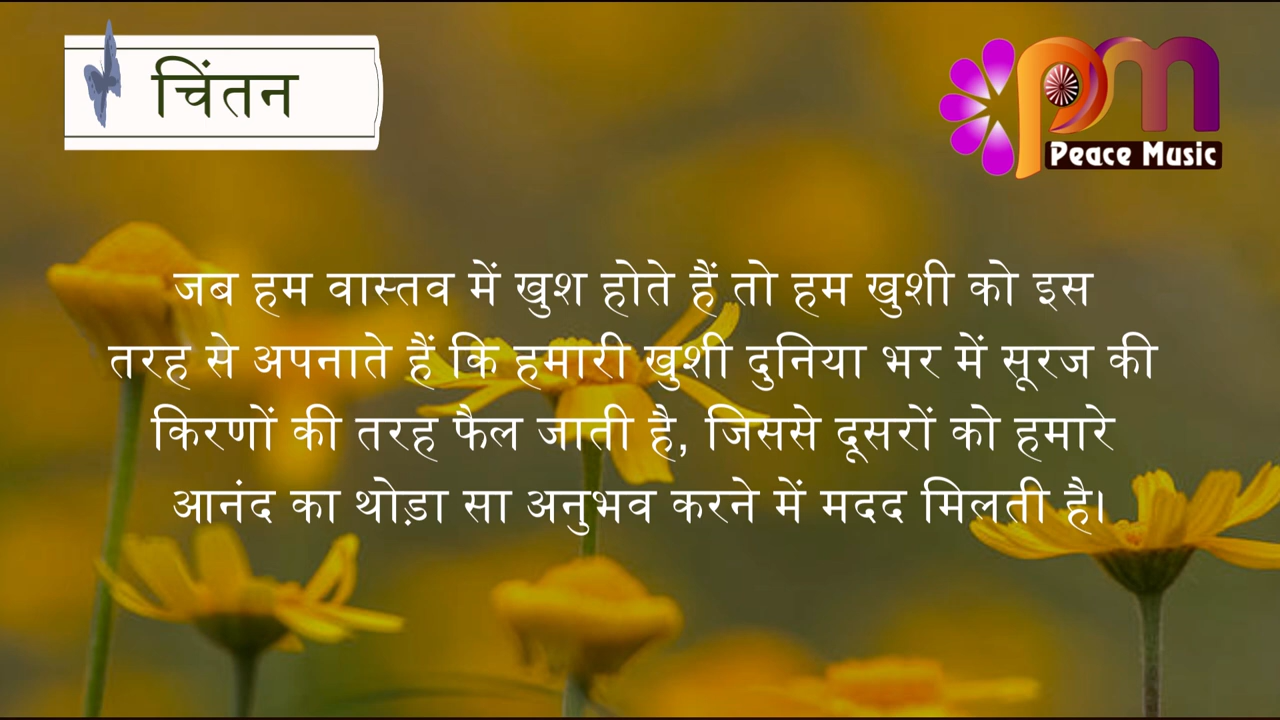 चिंतन
pm
Peace Music
जब हम वास्तव में खुश होते हैं तो हम खुशी को इस
तरह से अपनाते हैं कि हमारी खुशी दुनिया भर में सूरज की
किरणों की तरह फैल जाती है, जिससे दूसरों को हमारे
आनंद का थोड़ा सा अनुभव करने में मदद मिलती है।